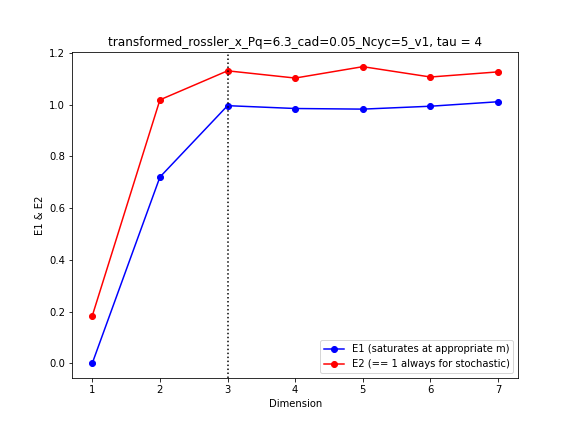 transformed_rossler_x_Pq=6.3_cad=0.05_Ncyc=5_v1, tau = 4
1.2
1.0
0.8
0.6
0.4
0.2
0.0
E1 & E2
E1 (saturates at appropriate m)
E2 (== 1 always for stochastic)
1 2 3 4 5 6 7
Dimension